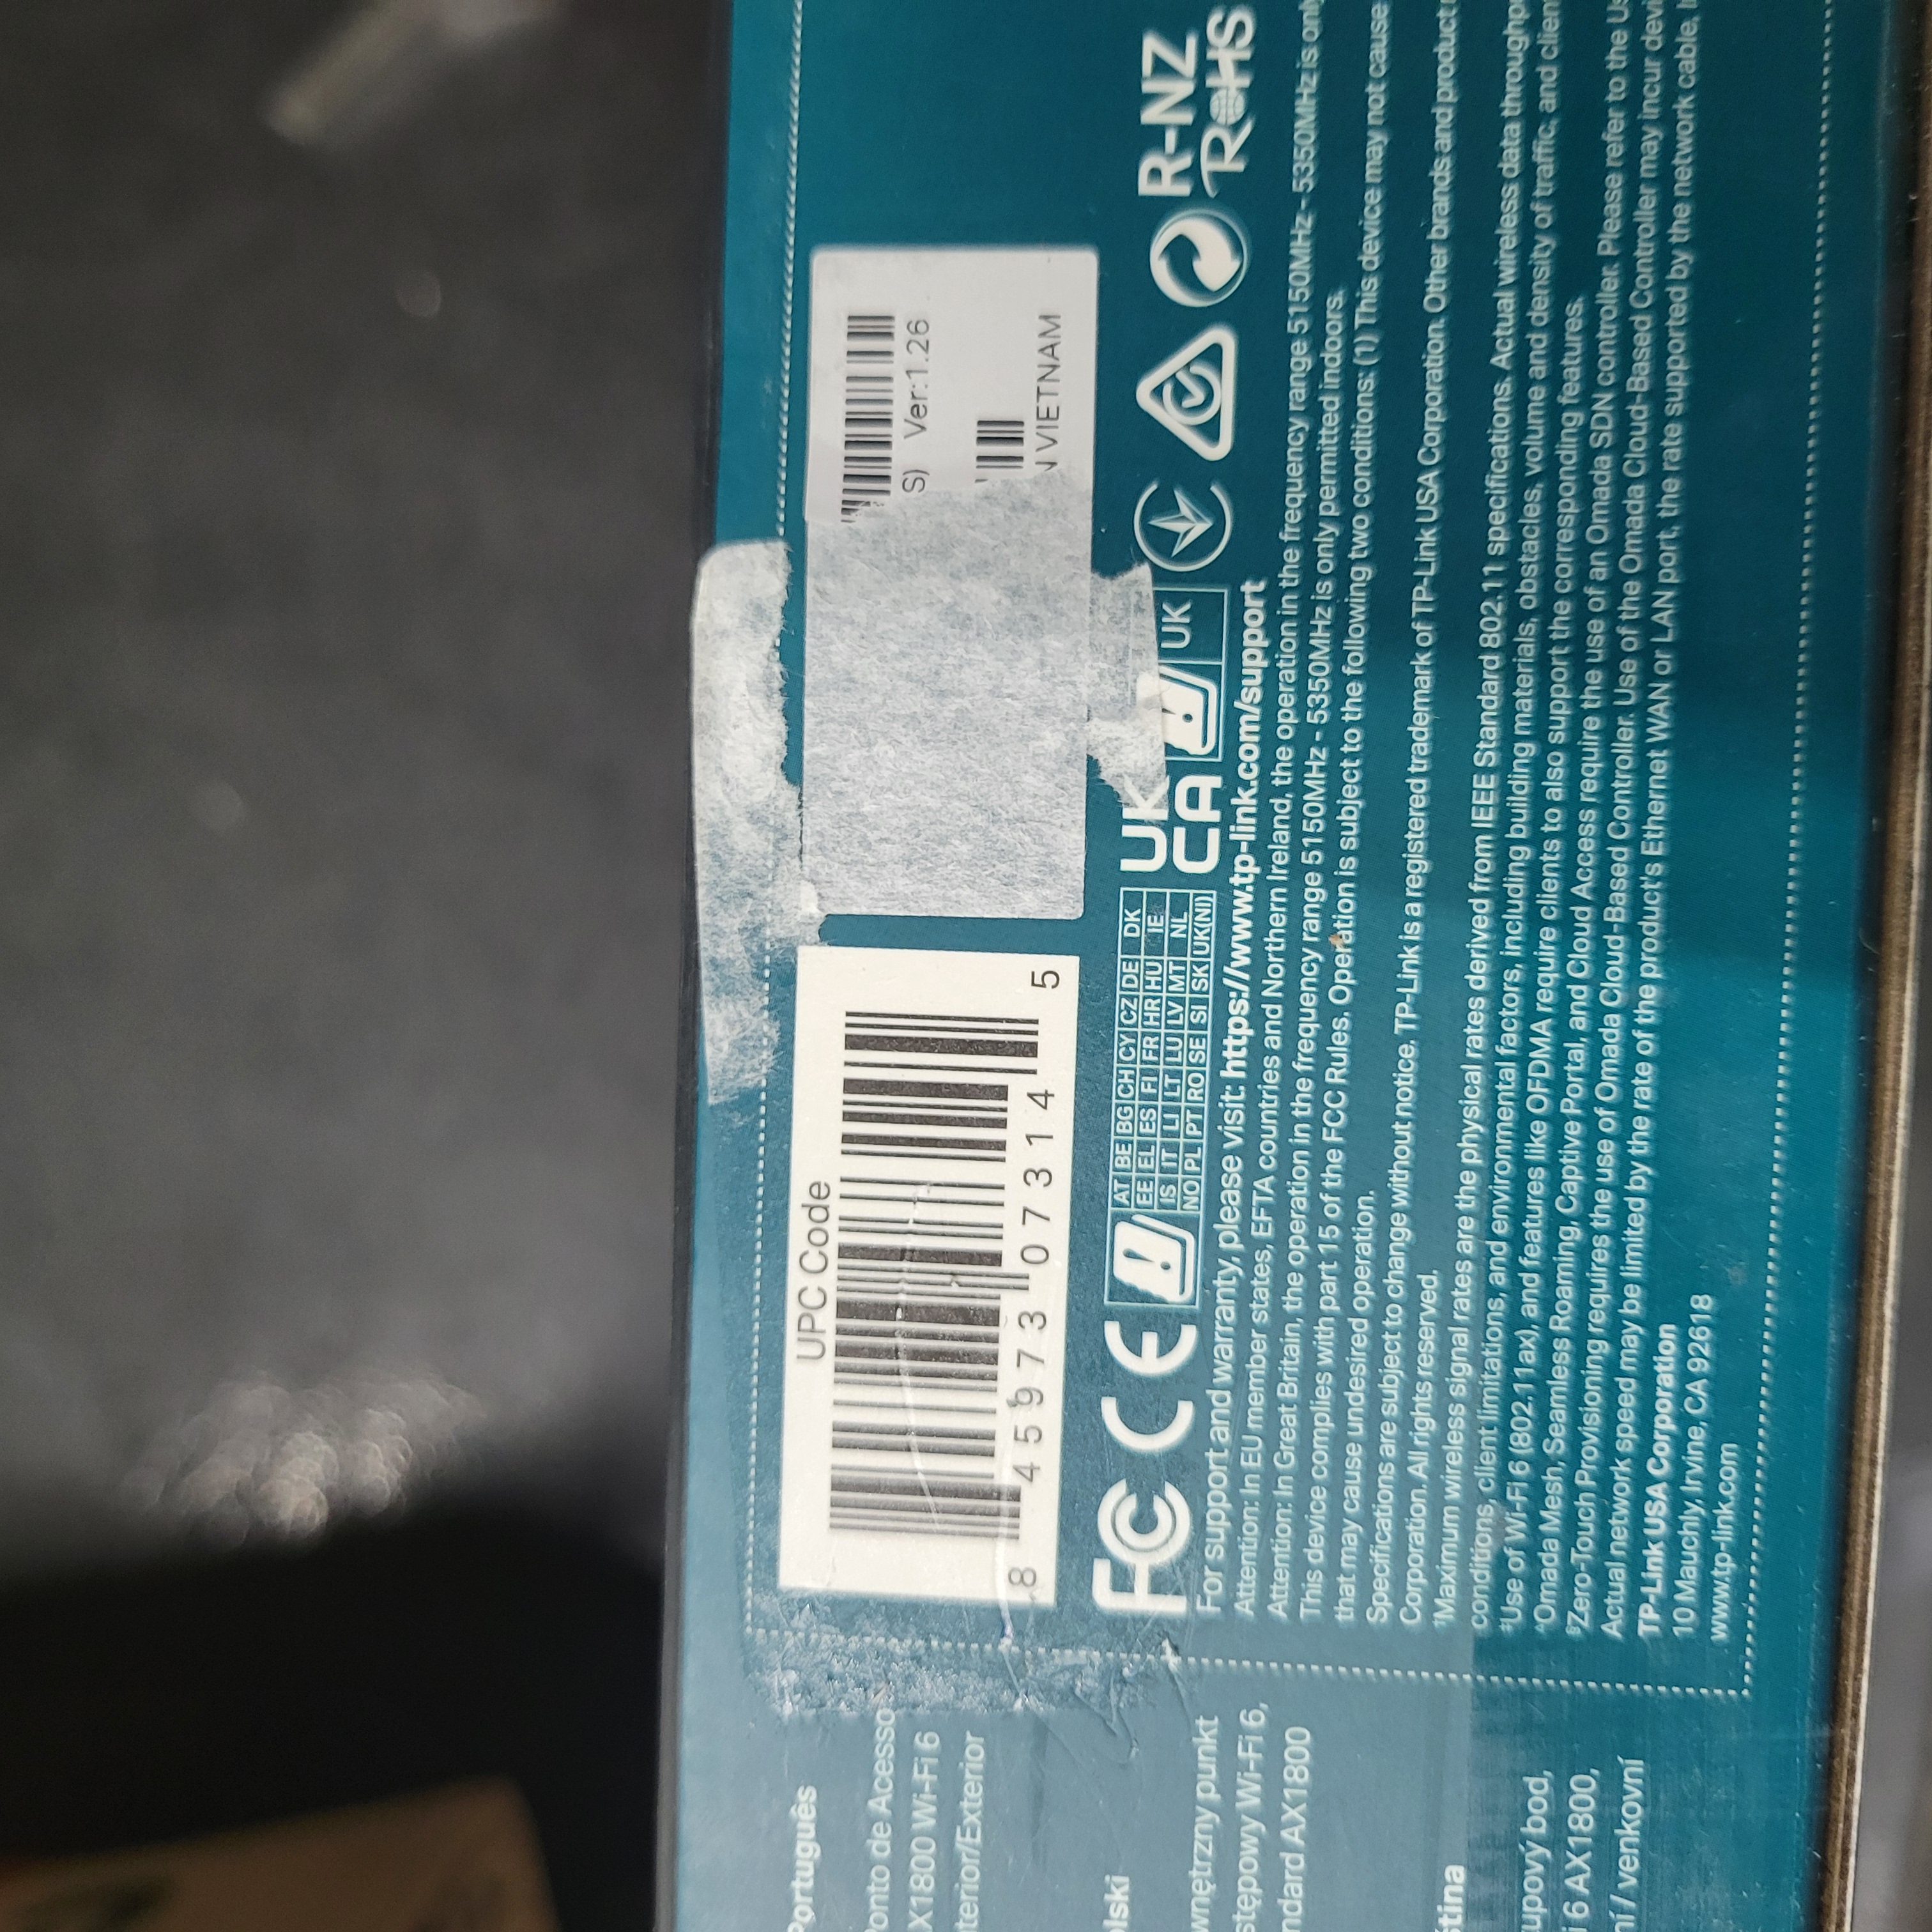 UPC Code
8 45973 07314 5
S) Ver:1.26
VIETNAM
FC CE
AT BE BG CH CY CZ DE DK
EE EL ES FI FR HR HU IE
IS IT LI LT LU LV MT NL
NO PL PT RO SE SI SK UK(NI)
UK
CA
UK
R-NZ
RoHS
For support and warranty, please visit: https://www.tp-link.com/support
Attention: In EU member states, EFTA countries and Northern Ireland, the operation in the frequency range 5150MHz - 5350MHz is only
Attention: In Great Britain, the operation in the frequency range 5150MHz - 5350MHz is only permitted indoors.
This device complies with part 15 of the FCC Rules. Operation is subject to the following two conditions: (1) This device may not cause
that may cause undesired operation.
Specifications are subject to change without notice. TP-Link is a registered trademark of TP-Link USA Corporation. Other brands and product
Corporation. All rights reserved.
Maximum wireless signal rates are the physical rates derived from IEEE Standard 802.11 specifications. Actual wireless data
conditions, client limitations, and environmental factors, including building materials, obstacles, volume and density of traffic, and
Use of Wi-Fi 6 (802.11ax), and features like OFDMA require clients to also support the corresponding features.
Omada Mesh, Seamless Roaming, Captive Portal, and Cloud Access require the use of an Omada SDN controller. Please refer to the
Zero-Touch Provisioning requires the use of Omada Cloud-Based Controller. Use of the Omada Cloud-Based Controller may incur
Actual network speed may be limited by the rate of the product's Ethernet WAN or LAN port, the rate supported by the network cable,
TP-Link USA Corporation
10 Mauchly, Irvine, CA 92618
www.tp-link.com
Português
Ponto de Acesso
AX1800 Wi-Fi 6
Interior/Exterior
lski
wnętrzny punkt
stępowy Wi-Fi 6,
ndard AX1800
ština
upový bod,
i 6 AX1800,
ní / venkovní